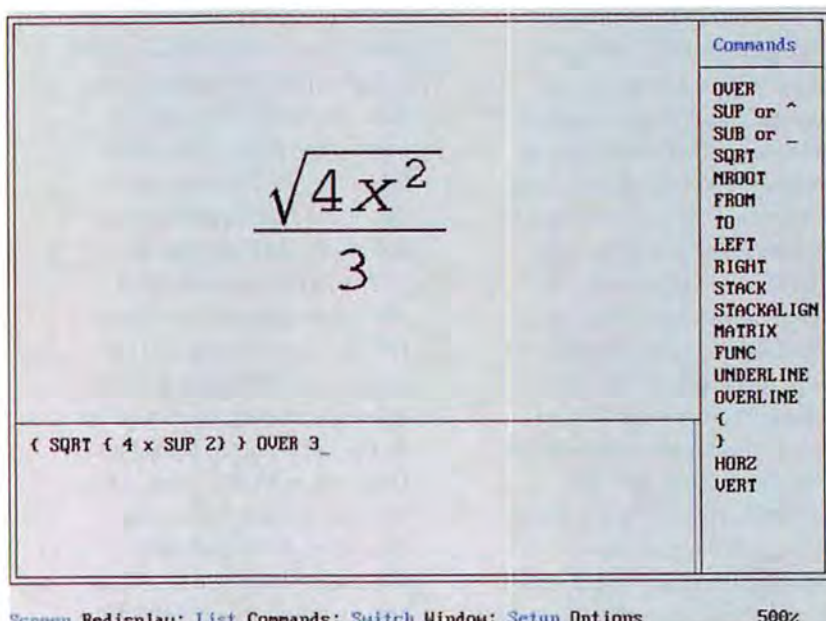 √4x²
3
{ SQRT { 4 x SUP 2} } OVER 3_
Commands
OVER
SUP or ^
SUB or _
SQRT
NROOT
FROM
TO
LEFT
RIGHT
STACK
STACKALIGN
MATRIX
FUNC
UNDERLINE
OVERLINE
{
}
HORZ
VERT
Screen Redisplay; List Commands; Switch Window; Setup Options 500%